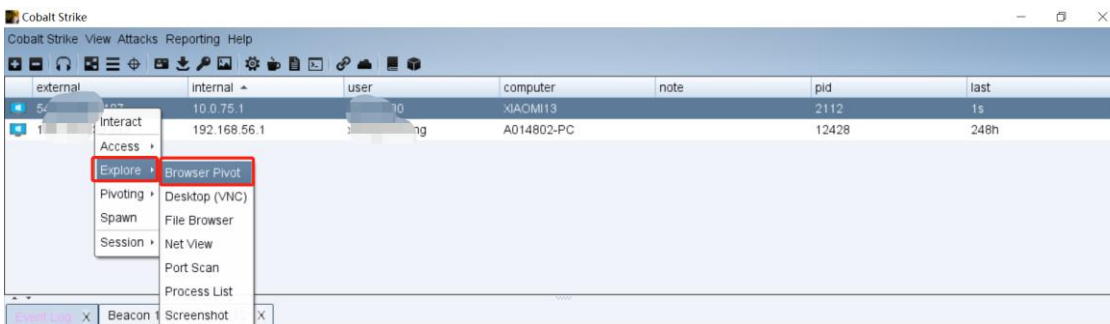 Cobalt Strike
Cobalt Strike View Attacks Reporting Help
external internal user computer note pid last
10.0.75.1 XIAOMI13 2112 1s
192.168.56.1 A014802-PC 12428 248h
Interact
Access
Explore Browser Pivot
Pivoting Desktop (VNC)
Spawn File Browser
Session Net View
Port Scan
Process List
Event Log X Beacon 1 Screenshot X